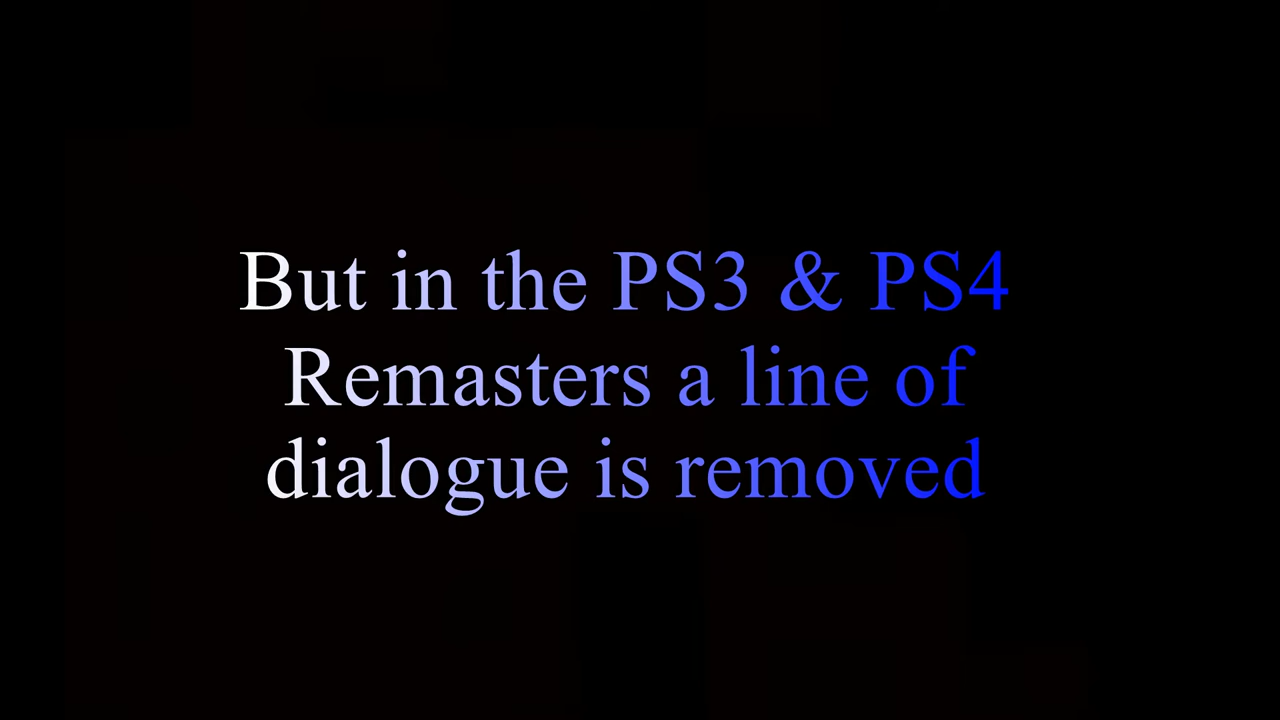 But in the PS3 & PS4
Remasters a line of
dialogue is removed